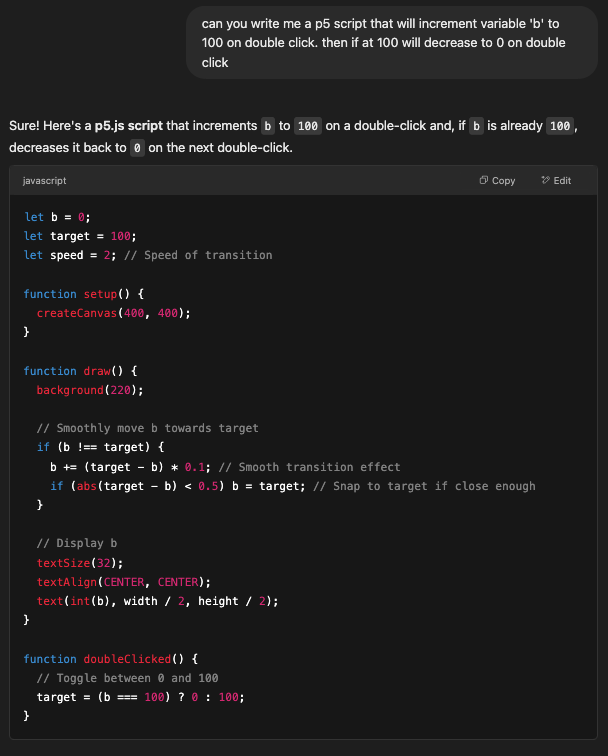 can you write me a p5 script that will increment variable 'b' to
100 on double click. then if at 100 will decrease to 0 on double
click
Sure! Here's a p5.js script that increments b to 100 on a double-click and, if b is already 100,
decreases it back to 0 on the next double-click.
javascript Copy Edit
let b = 0;
let target = 100;
let speed = 2; // Speed of transition
function setup() {
  createCanvas(400, 400);
}
function draw() {
  background(220);
  // Smoothly move b towards target
  if (b !== target) {
    b += (target - b) * 0.1; // Smooth transition effect
    if (abs(target - b) < 0.5) b = target; // Snap to target if close enough
  }
  // Display b
  textSize(32);
  textAlign(CENTER, CENTER);
  text(int(b), width / 2, height / 2);
}
function doubleClicked() {
  // Toggle between 0 and 100
  target = (b === 100) ? 0 : 100;
}